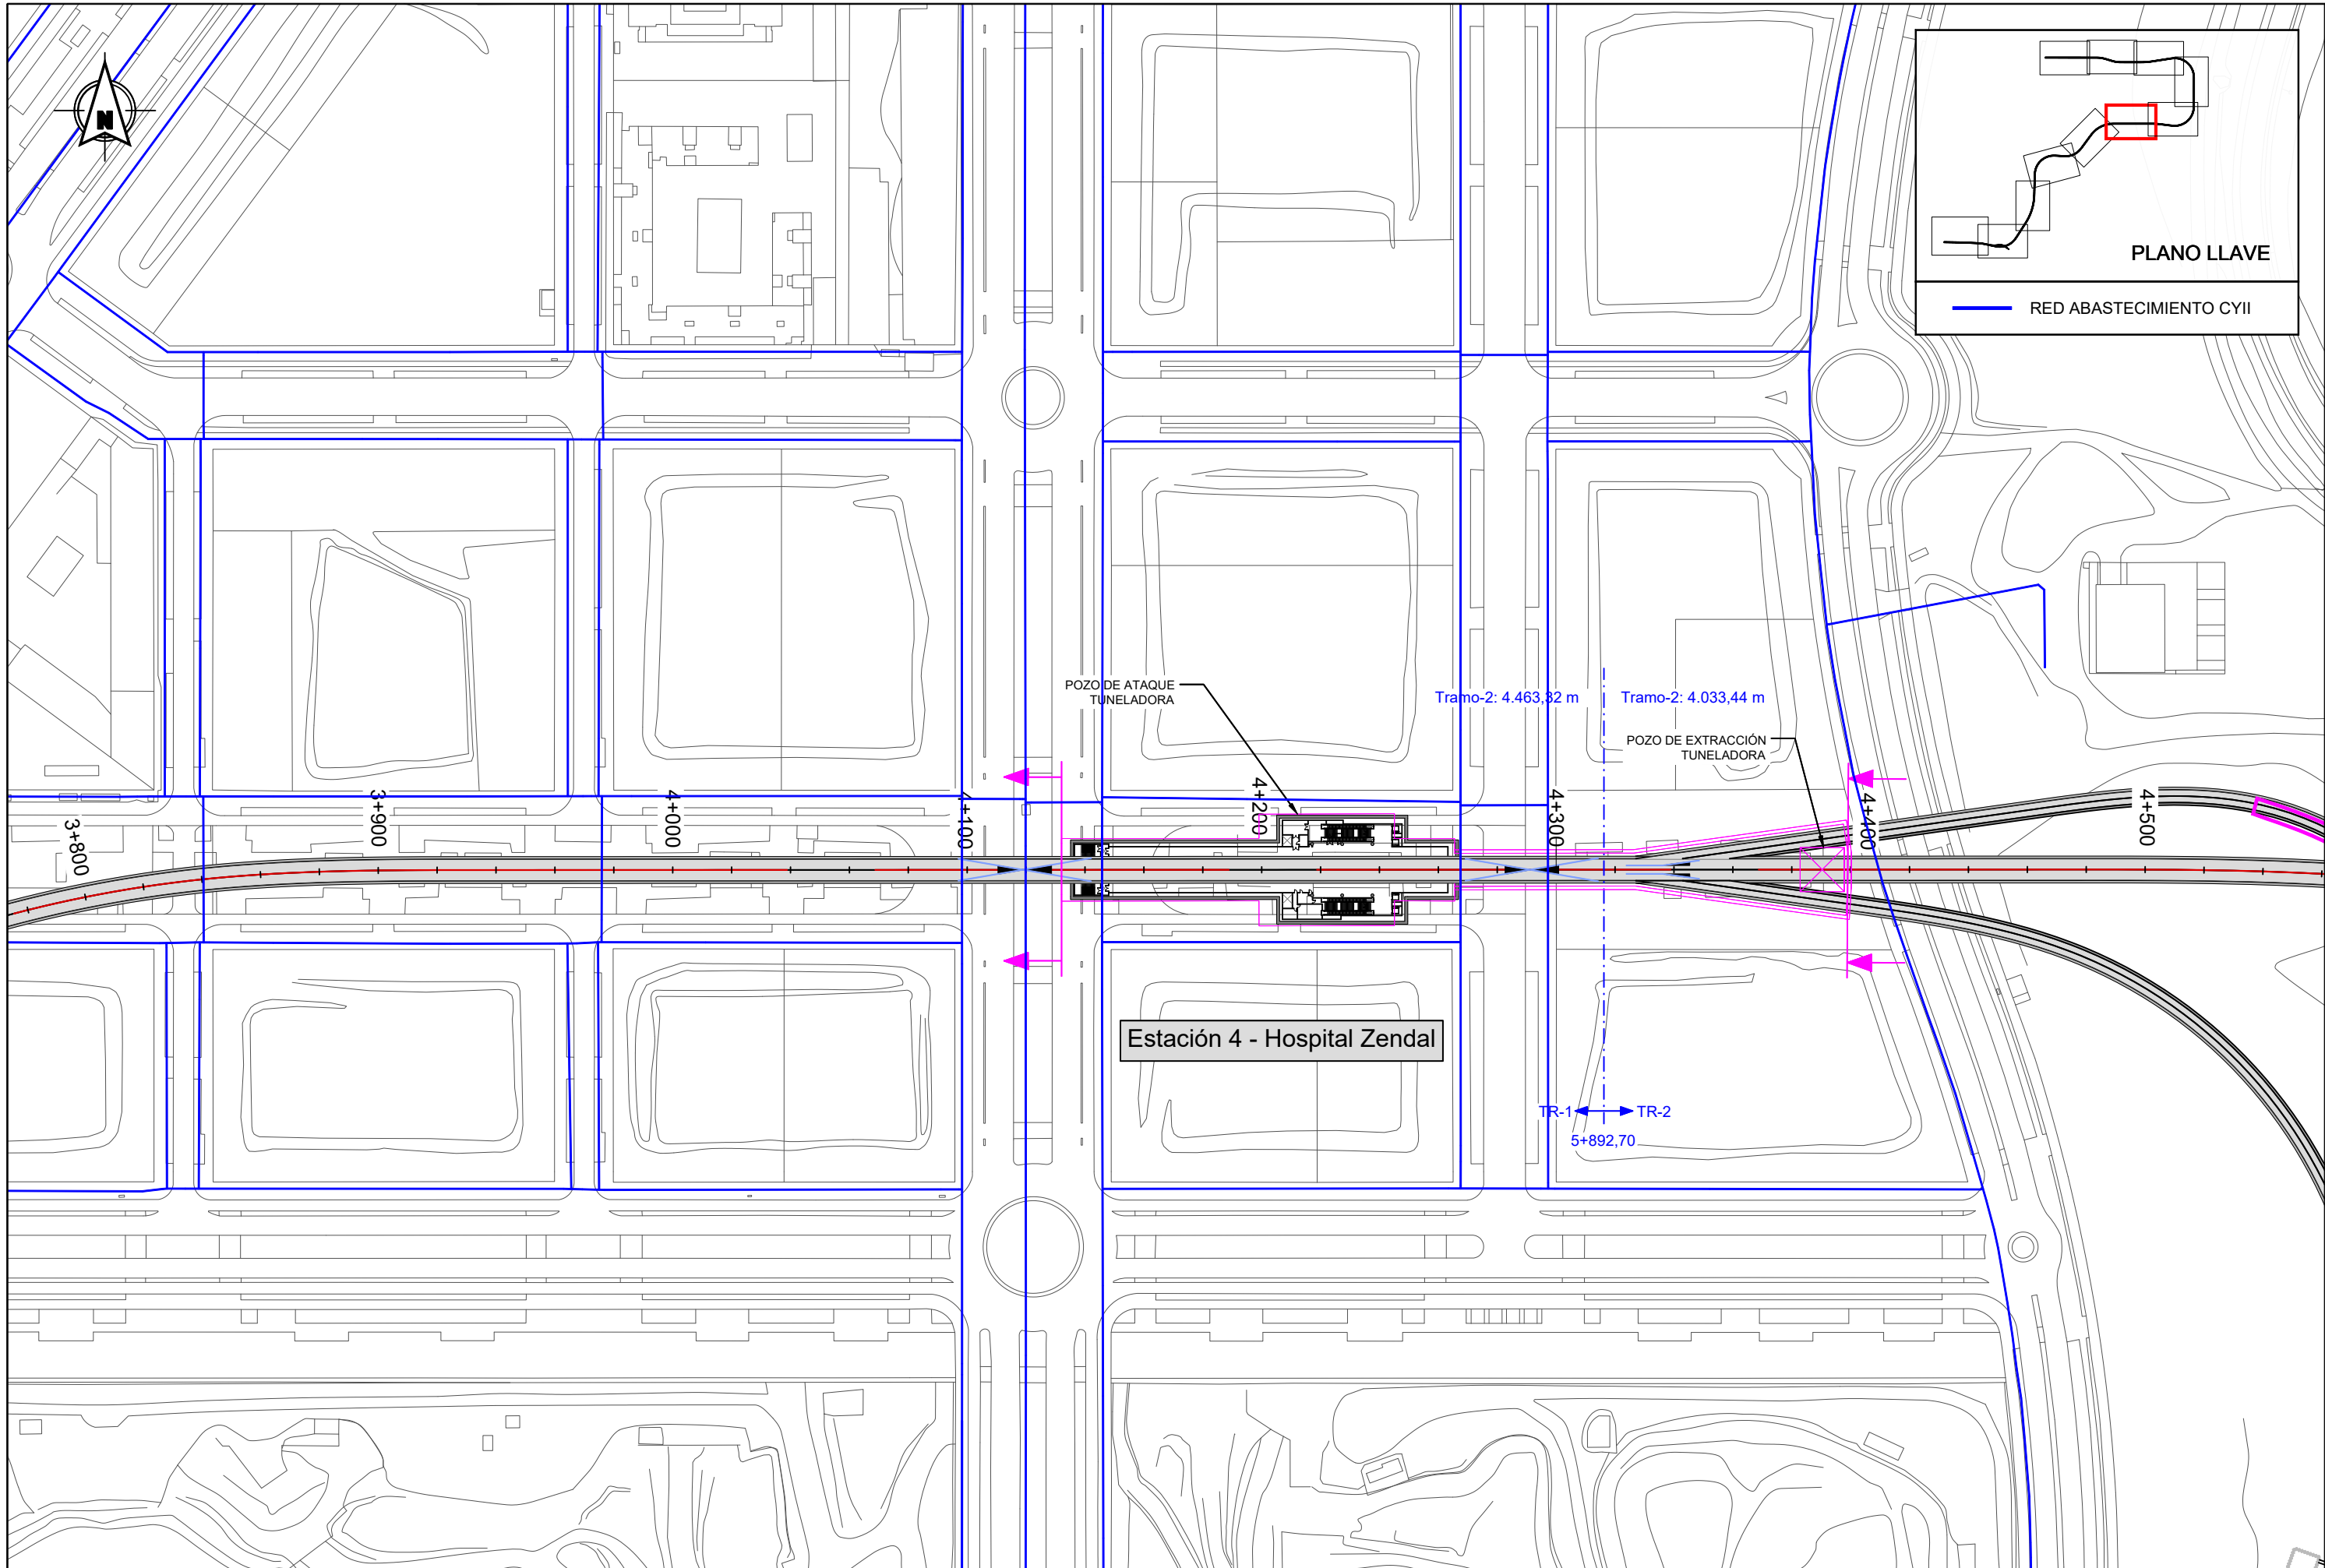 N
PLANO LLAVE
RED ABASTECIMIENTO CYII
POZO DE ATAQUE
TUNELADORA
Tramo-2: 4.463,32 m
Tramo-2: 4.033,44 m
POZO DE EXTRACCIÓN
TUNELADORA
3+800
3+900
4+000
4+100
4+200
4+300
4+400
4+500
Estación 4 - Hospital Zendal
TR-1
TR-2
5+892,70